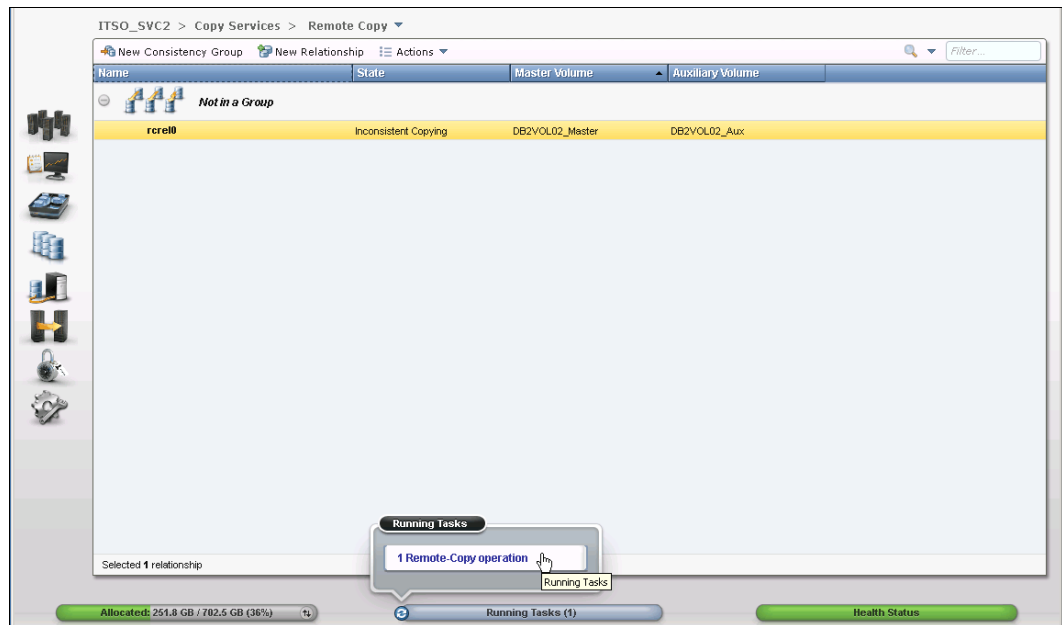 ITSO_SVC2 > Copy Services > Remote Copy
New Consistency Group New Relationship Actions Filter...
Name State Master Volume Auxiliary Volume
Not in a Group
rcrel0 Inconsistent Copying DB2VOL02_Master DB2VOL02_Aux
Running Tasks
1 Remote-Copy operation
Running Tasks
Selected 1 relationship
Allocated: 251.8 GB / 702.5 GB (36%) Running Tasks (1) Health Status